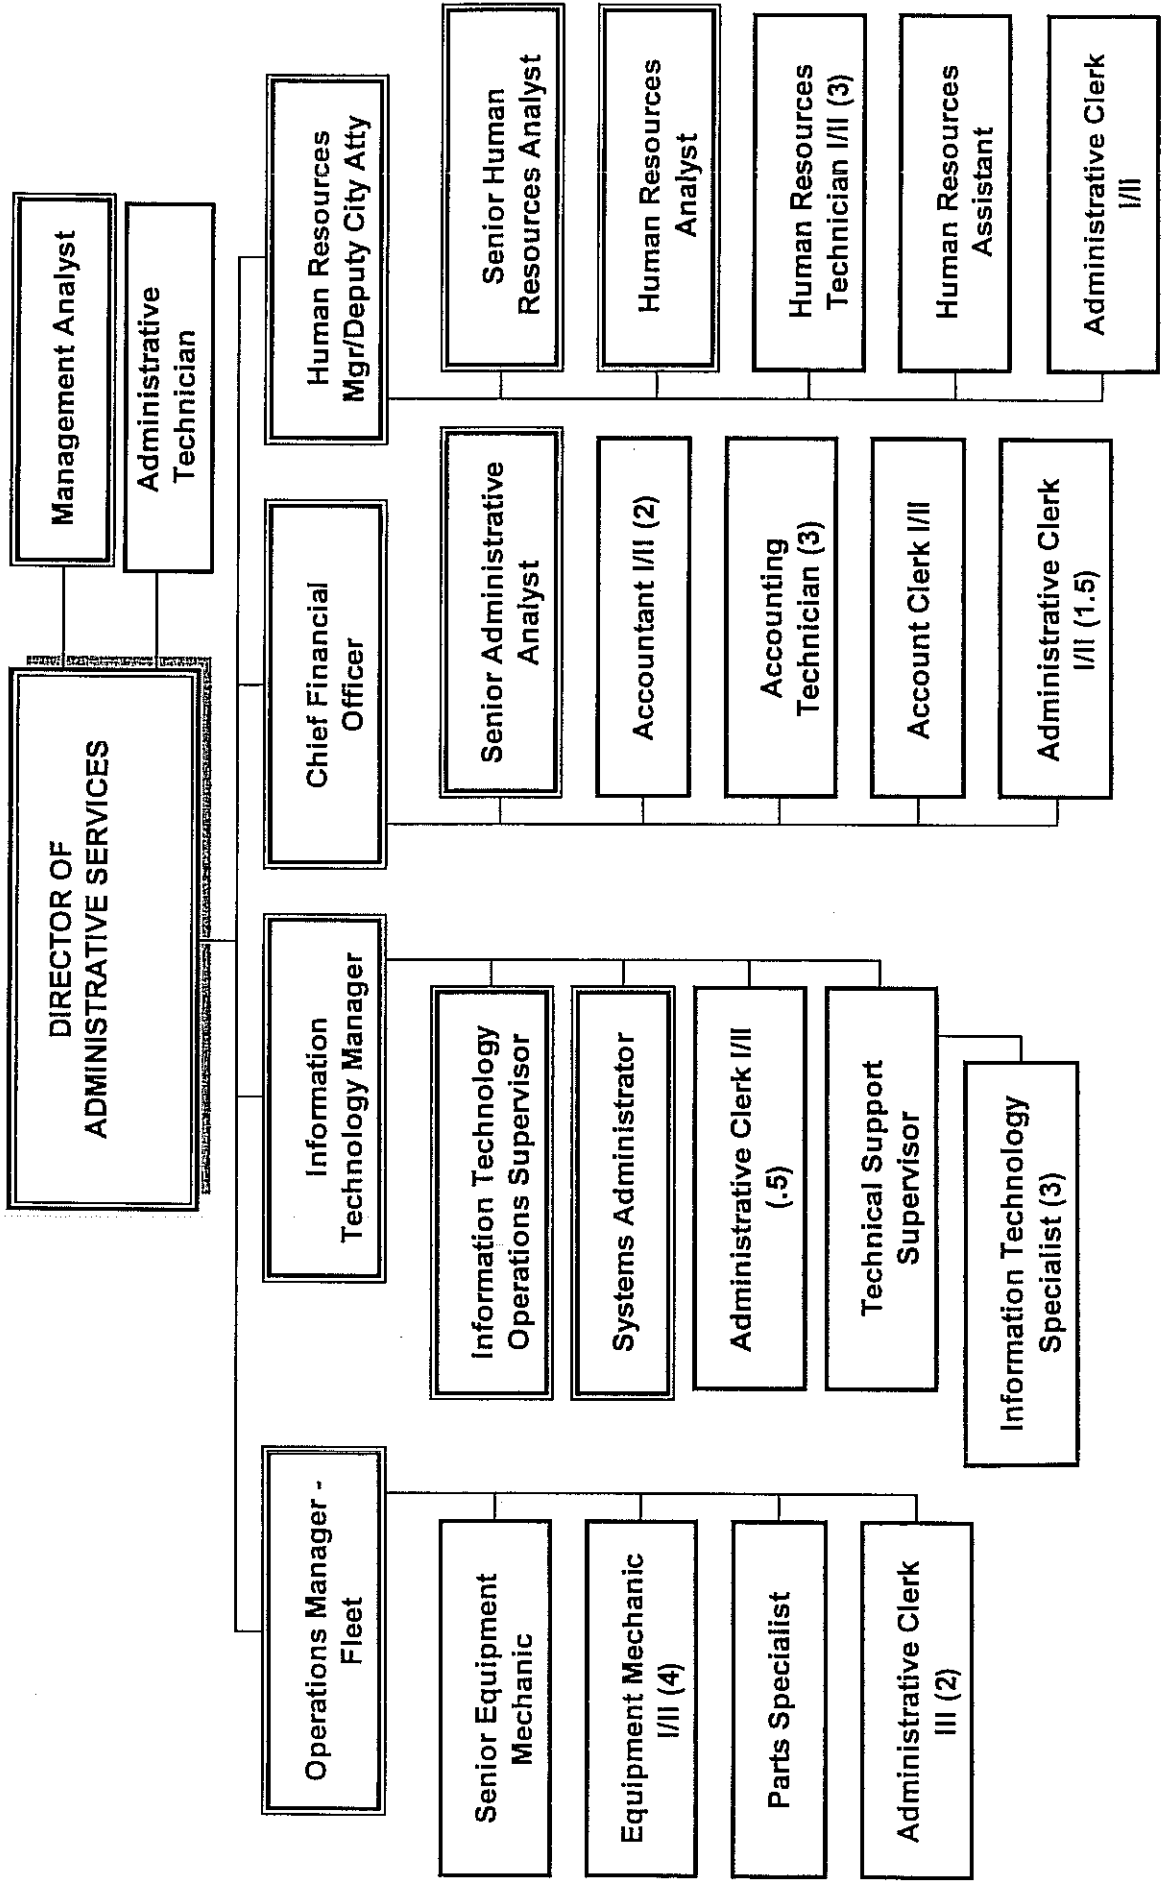 DIRECTOR OF
ADMINISTRATIVE SERVICES
Management Analyst
Administrative
Technician
Operations Manager -
Fleet
Senior Equipment
Mechanic
Equipment Mechanic
I/II (4)
Parts Specialist
Administrative Clerk
III (2)
Information
Technology Manager
Information Technology
Operations Supervisor
Systems Administrator
Administrative Clerk I/II
(.5)
Technical Support
Supervisor
Information Technology
Specialist (3)
Chief Financial
Officer
Senior Administrative
Analyst
Accountant I/II (2)
Accounting
Technician (3)
Account Clerk I/II
Administrative Clerk
I/II (1.5)
Human Resources
Mgr/Deputy City Atty
Senior Human
Resources Analyst
Human Resources
Analyst
Human Resources
Technician I/II (3)
Human Resources
Assistant
Administrative Clerk
I/II